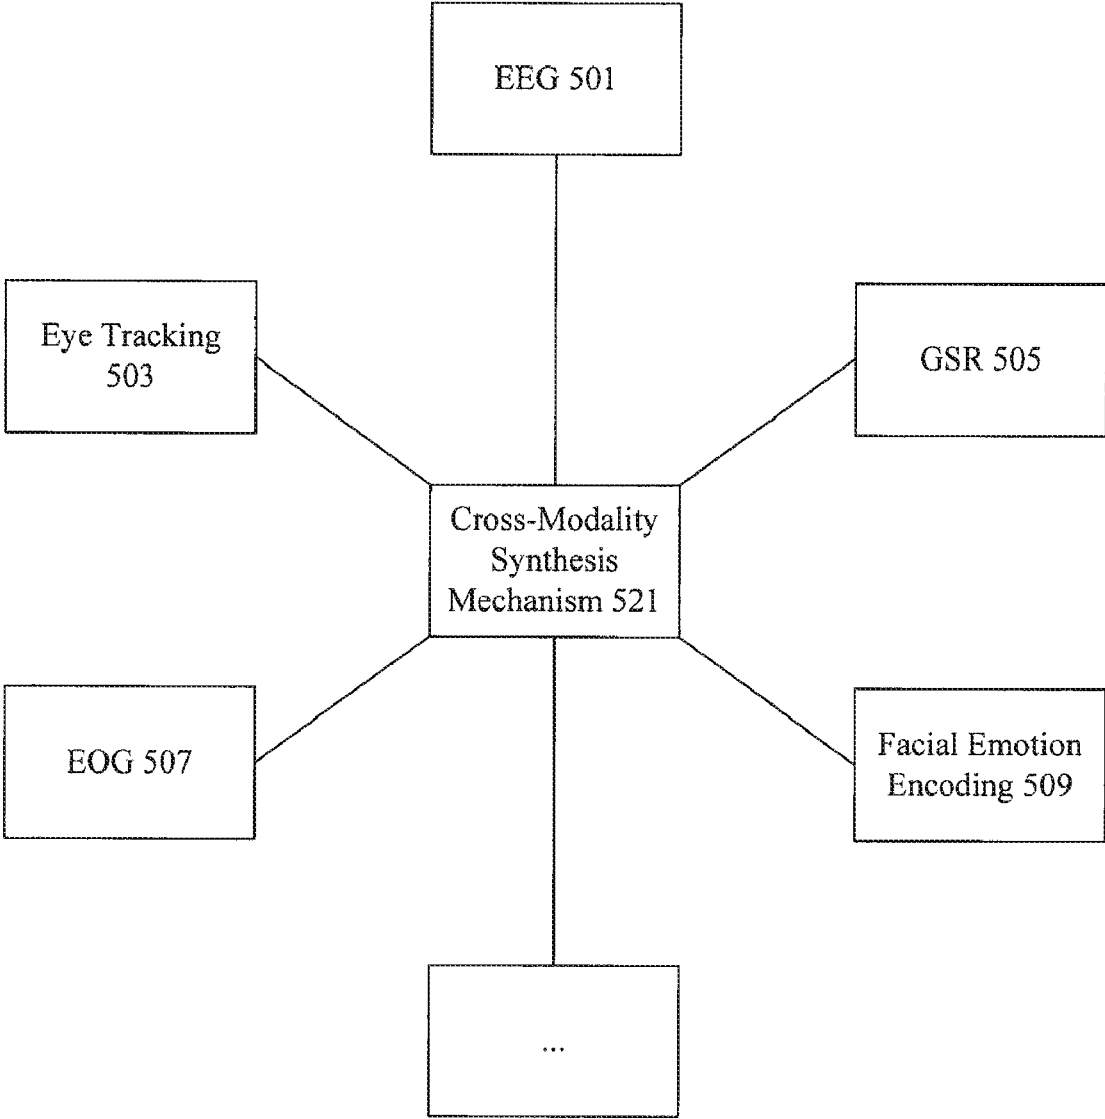 EEG 501
Eye Tracking
503
GSR 505
Cross-Modality
Synthesis
Mechanism 521
EOG 507
Facial Emotion
Encoding 509
...